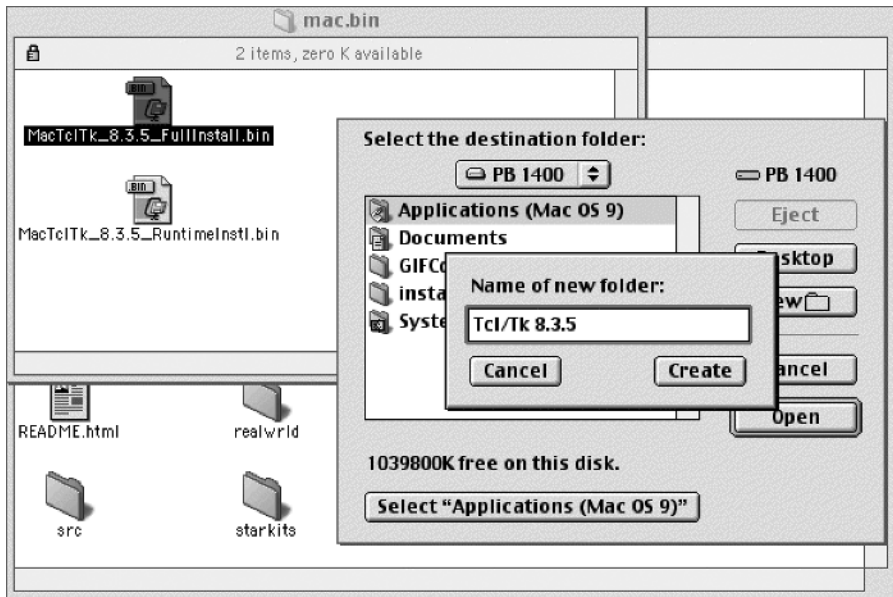 mac.bin
2 items, zero K available
BIN
MacTclTk_8.3.5_FullInstall.bin
BIN
MacTclTk_8.3.5_RuntimeInstl.bin
README.html
realwrld
src
starkits
Select the destination folder:
PB 1400
PB 1400
Applications (Mac OS 9)
Documents
Eject
Name of new folder:
Tcl/Tk 8.3.5
Cancel
Create
Open
1039800K free on this disk.
Select “Applications (Mac OS 9)”